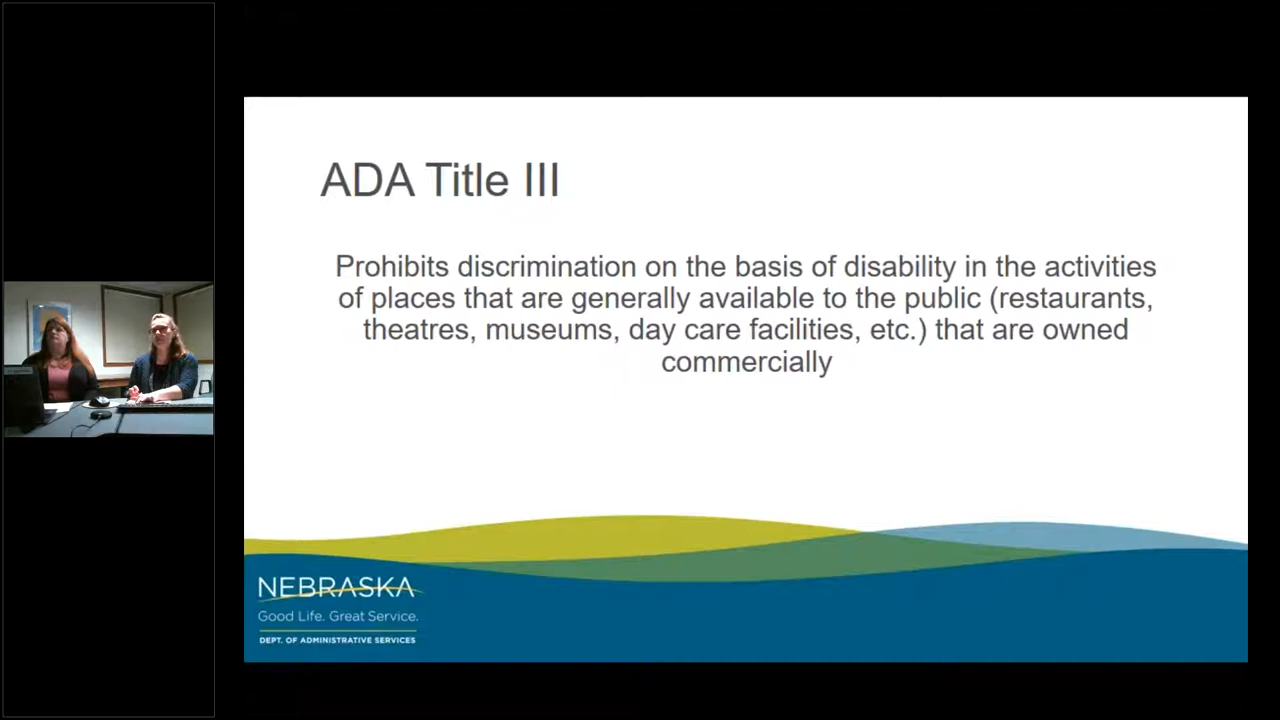 ADA Title III
Prohibits discrimination on the basis of disability in the activities
of places that are generally available to the public (restaurants,
theatres, museums, day care facilities, etc.) that are owned
commercially
NEBRASKA
Good Life. Great Service.
DEPT. OF ADMINISTRATIVE SERVICES